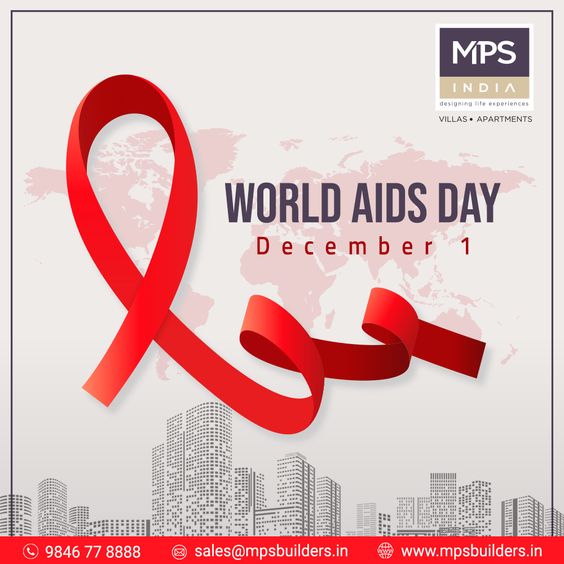 MPS
INDIA
designing life experiences
VILLAS • APARTMENTS
WORLD AIDS DAY
December 1
9846 77 8888 sales@mpsbuilders.in www.mpsbuilders.in